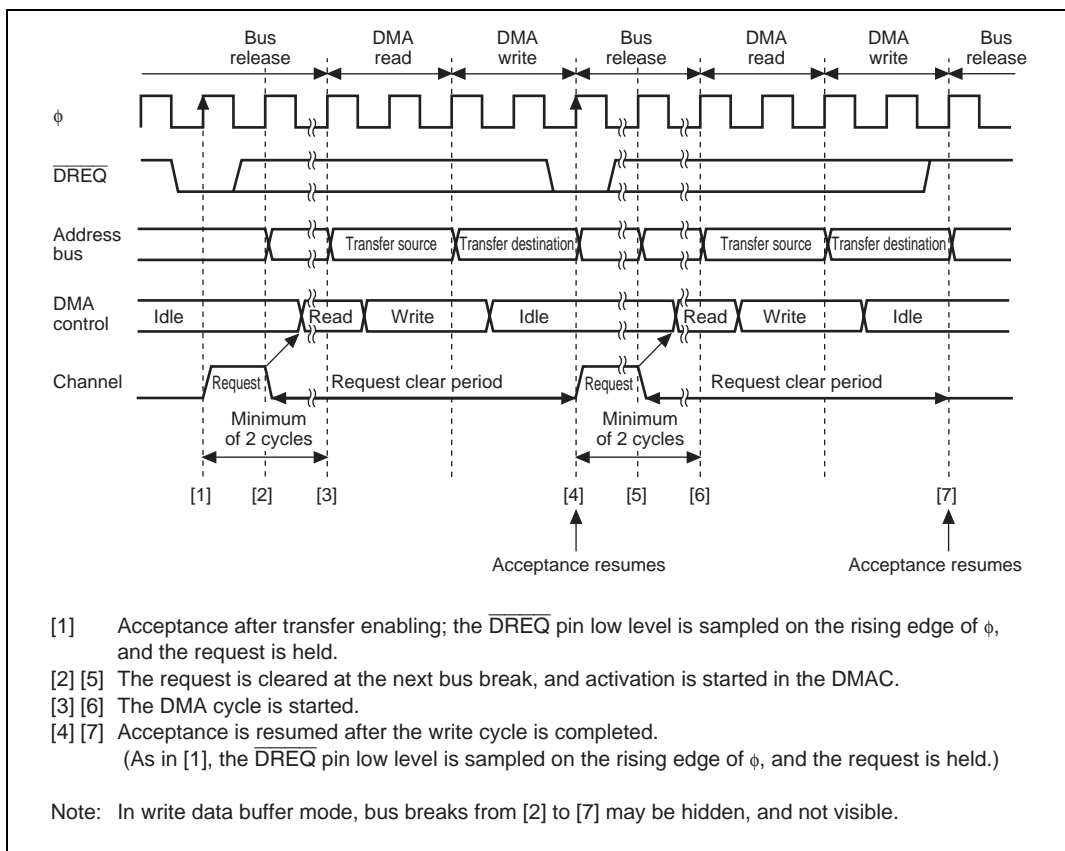 Bus release DMA read DMA write Bus release DMA read DMA write Bus release
ϕ
DREQ
Address bus
Transfer source Transfer destination Transfer source Transfer destination
DMA control
Idle Read Write Idle Read Write Idle
Channel
Request Request clear period Request Request clear period
Minimum of 2 cycles Minimum of 2 cycles
[1] [2] [3] [4] [5] [6] [7]
Acceptance resumes Acceptance resumes
[1] Acceptance after transfer enabling; the DREQ pin low level is sampled on the rising edge of ϕ,
and the request is held.
[2] [5] The request is cleared at the next bus break, and activation is started in the DMAC.
[3] [6] The DMA cycle is started.
[4] [7] Acceptance is resumed after the write cycle is completed.
(As in [1], the DREQ pin low level is sampled on the rising edge of ϕ, and the request is held.)
Note: In write data buffer mode, bus breaks from [2] to [7] may be hidden, and not visible.